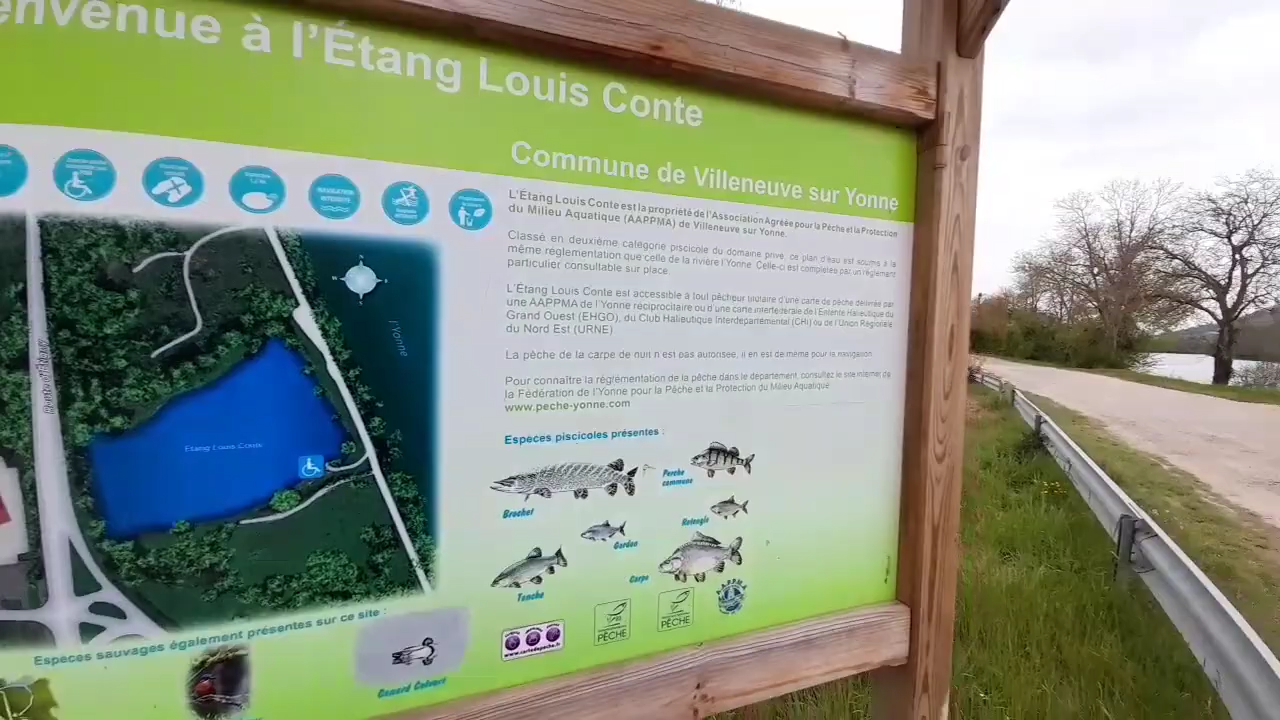 envenue à l'Étang Louis Conte
Commune de Villeneuve sur Yonne
NAVIGATION
INTERDITE
L'Étang Louis Conte est la propriété de l'Association Agréée pour la Pêche et la Protection
du Milieu Aquatique (AAPPMA) de Villeneuve sur Yonne.
Classé en deuxième catégorie piscicole du domaine privé, ce plan d'eau est soumis à la
même réglementation que celle de la rivière l'Yonne. Celle-ci est complétée par un règlement
particulier consultable sur place.
L'Étang Louis Conte est accessible à tout pêcheur titulaire d'une carte de pêche délivrée par
une AAPPMA de l'Yonne réciprocitaire ou d'une carte interfédérale de l'Entente Halieutique du
Grand Ouest (EHGO), du Club Halieutique Interdépartemental (CHI) ou de l'Union Régionale
du Nord Est (URNE)
La pêche de la carpe de nuit n'est pas autorisée, il en est de même pour la navigation.
Pour connaître la réglementation de la pêche dans le département, consultez le site internet de
la Fédération de l'Yonne pour la Pêche et la Protection du Milieu Aquatique
www.peche-yonne.com
Espèces piscicoles présentes :
Brochet
Perche
commune
Gardon
Rotengle
Tanche
Carpe
l'Yonne
Etang Louis Conte
Espèces sauvages également présentes sur ce site :
Canard Colvert
www.cartedepeche.fr
PÊCHE
PÊCHE
AAPPMA